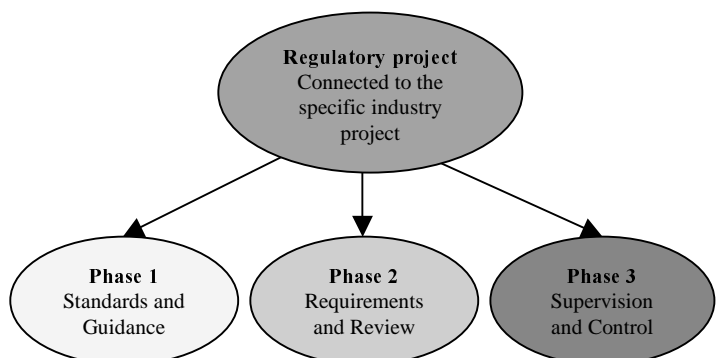 Regulatory project
Connected to the
specific industry
project
Phase 1
Standards and
Guidance
Phase 2
Requirements
and Review
Phase 3
Supervision
and Control